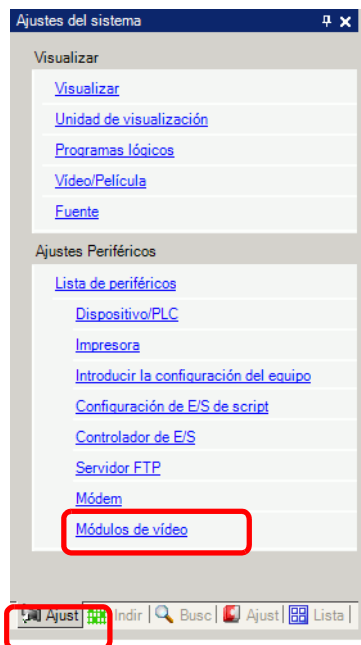 Ajustes del sistema
Visualizar
Visualizar
Unidad de visualización
Programas lógicos
Vídeo/Película
Fuente
Ajustes Periféricos
Lista de periféricos
Dispositivo/PLC
Impresora
Introducir la configuración del equipo
Configuración de E/S de script
Controlador de E/S
Servidor FTP
Módem
Módulos de vídeo
Ajust Indir Busc Ajust Lista